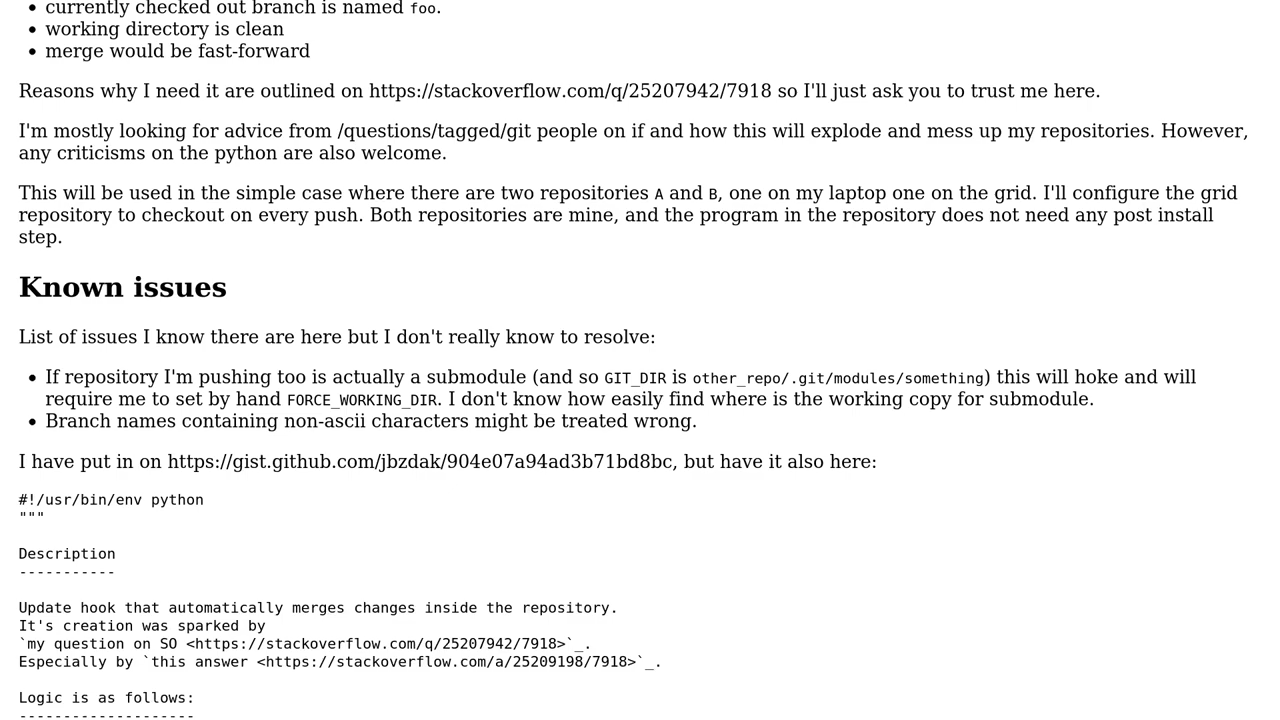 currently checked out branch is named foo.
working directory is clean
merge would be fast-forward
Reasons why I need it are outlined on https://stackoverflow.com/q/25207942/7918 so I'll just ask you to trust me here.
I'm mostly looking for advice from /questions/tagged/git people on if and how this will explode and mess up my repositories. However,
any criticisms on the python are also welcome.
This will be used in the simple case where there are two repositories A and B, one on my laptop one on the grid. I'll configure the grid
repository to checkout on every push. Both repositories are mine, and the program in the repository does not need any post install
step.
Known issues
List of issues I know there are here but I don't really know to resolve:
If repository I'm pushing too is actually a submodule (and so GIT_DIR is other_repo/.git/modules/something) this will hoke and will
require me to set by hand FORCE_WORKING_DIR. I don't know how easily find where is the working copy for submodule.
Branch names containing non-ascii characters might be treated wrong.
I have put in on https://gist.github.com/jbzdak/904e07a94ad3b71bd8bc, but have it also here:
#!/usr/bin/env python
"""
Description
-----------
Update hook that automatically merges changes inside the repository.
It's creation was sparked by
`my question on SO <https://stackoverflow.com/q/25207942/7918>`_.
Especially by `this answer <https://stackoverflow.com/a/25209198/7918>`_.
Logic is as follows:
--------------------